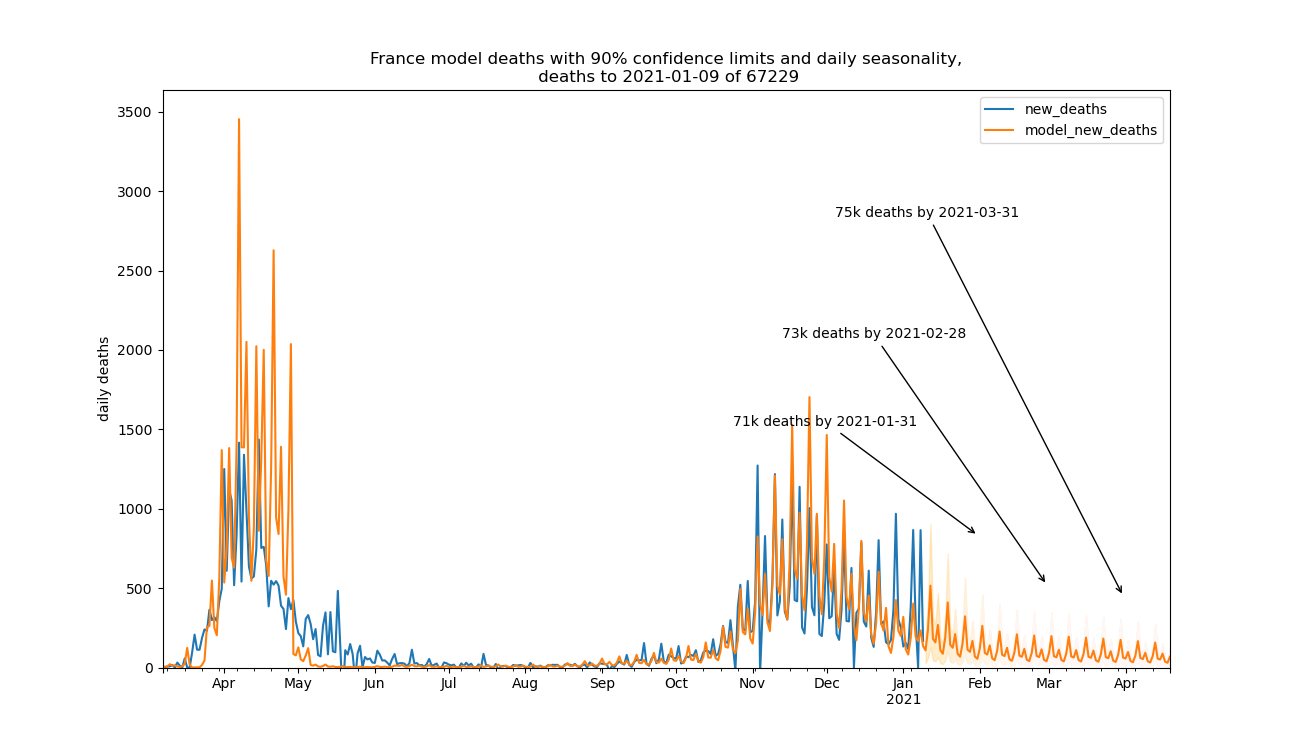 France model deaths with 90% confidence limits and daily seasonality,
deaths to 2021-01-09 of 67229
new_deaths
model_new_deaths
daily deaths
3500
3000
2500
2000
1500
1000
500
0
75k deaths by 2021-03-31
73k deaths by 2021-02-28
71k deaths by 2021-01-31
Apr May Jun Jul Aug Sep Oct Nov Dec Jan Feb Mar Apr
2021